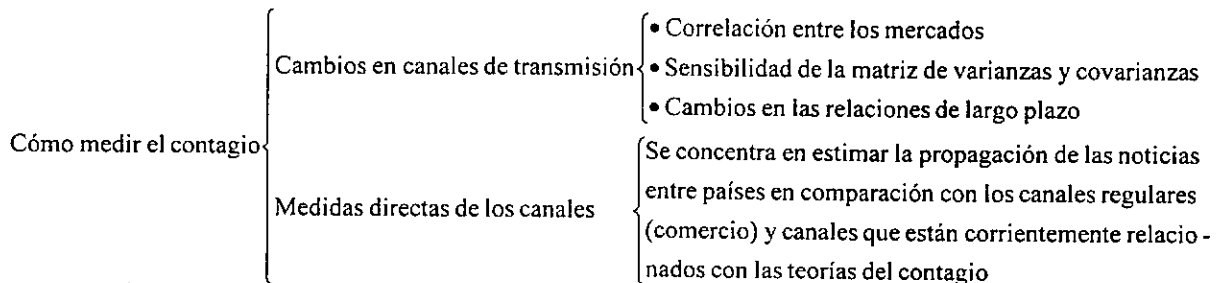 Cómo medir el contagio
Cambios en canales de transmisión
• Correlación entre los mercados
• Sensibilidad de la matriz de varianzas y covarianzas
• Cambios en las relaciones de largo plazo
Medidas directas de los canales
Se concentra en estimar la propagación de las noticias
entre países en comparación con los canales regulares
(comercio) y canales que están corrientemente relacio-
nados con las teorías del contagio